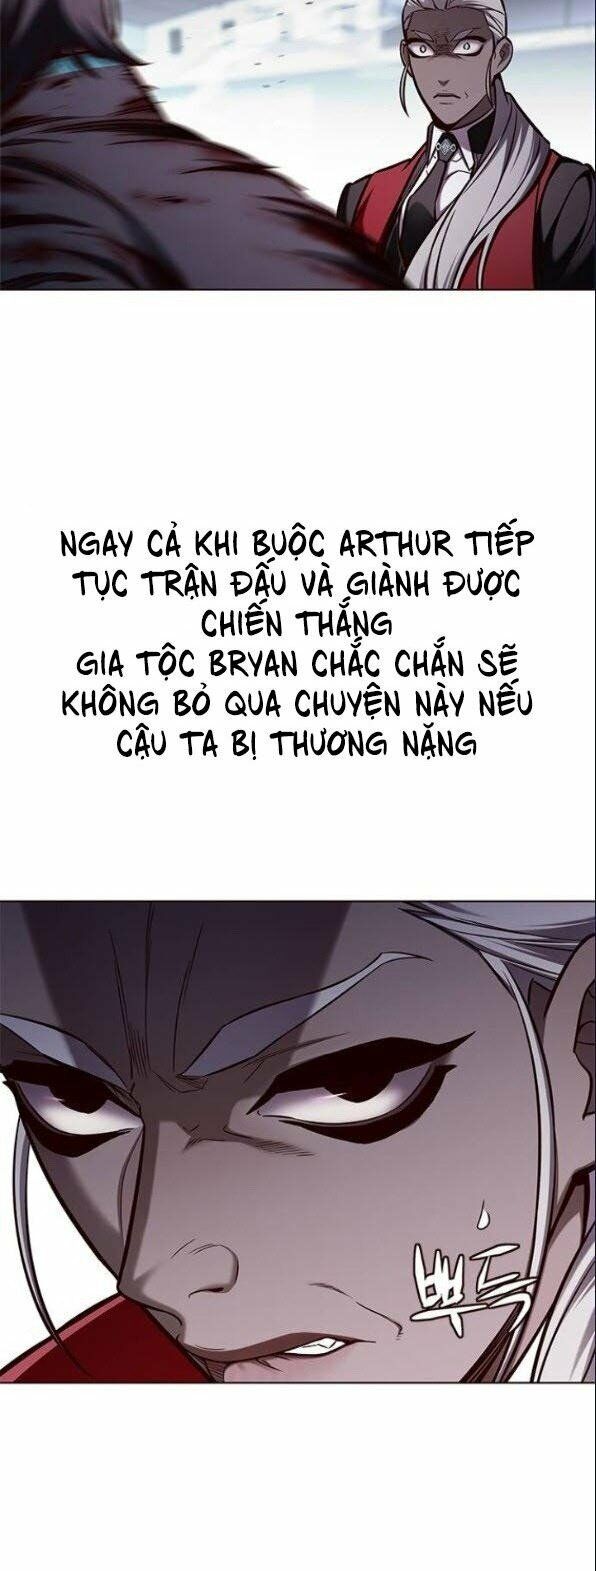 NGAY CẢ KHI BUỘC ARTHUR TIẾP
TỤC TRẬN ĐẤU VÀ GIÀNH ĐƯỢC
CHIẾN THẮNG
GIA TỘC BRYAN CHẮC CHẮN SẼ
KHÔNG BỎ QUA CHUYỆN NÀY NẾU
CẬU TA BỊ THƯƠNG NẶNG
뿌득